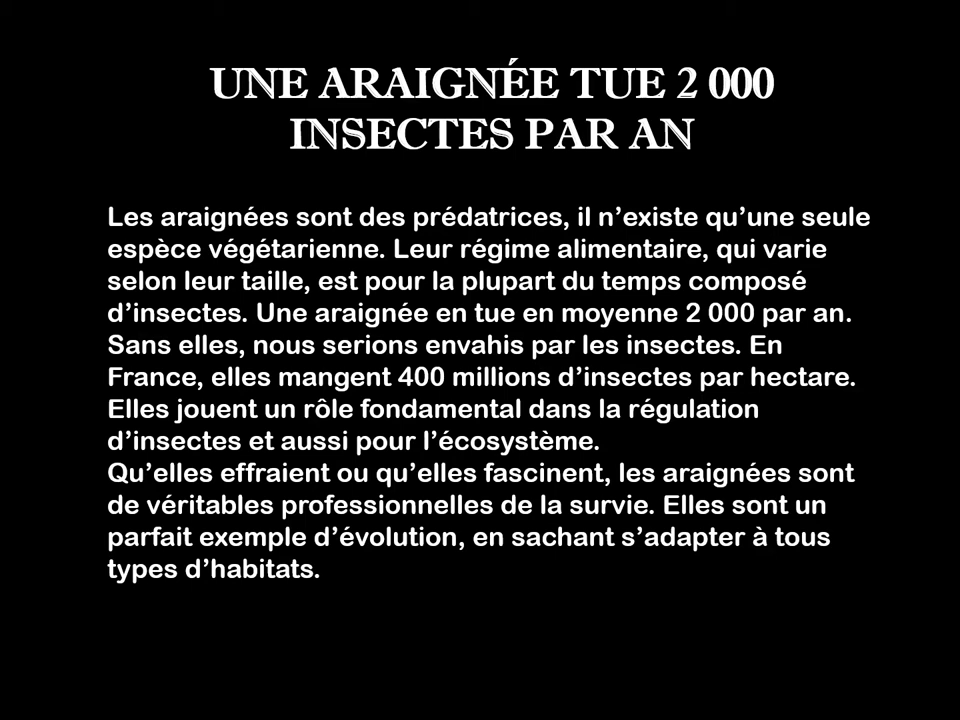 UNE ARAIGNÉE TUE 2 000
INSECTES PAR AN
Les araignées sont des prédatrices, il n’existe qu’une seule
espèce végétarienne. Leur régime alimentaire, qui varie
selon leur taille, est pour la plupart du temps composé
d’insectes. Une araignée en tue en moyenne 2 000 par an.
Sans elles, nous serions envahis par les insectes. En
France, elles mangent 400 millions d’insectes par hectare.
Elles jouent un rôle fondamental dans la régulation
d’insectes et aussi pour l’écosystème.
Qu’elles effraient ou qu’elles fascinent, les araignées sont
de véritables professionnelles de la survie. Elles sont un
parfait exemple d’évolution, en sachant s’adapter à tous
types d’habitats.